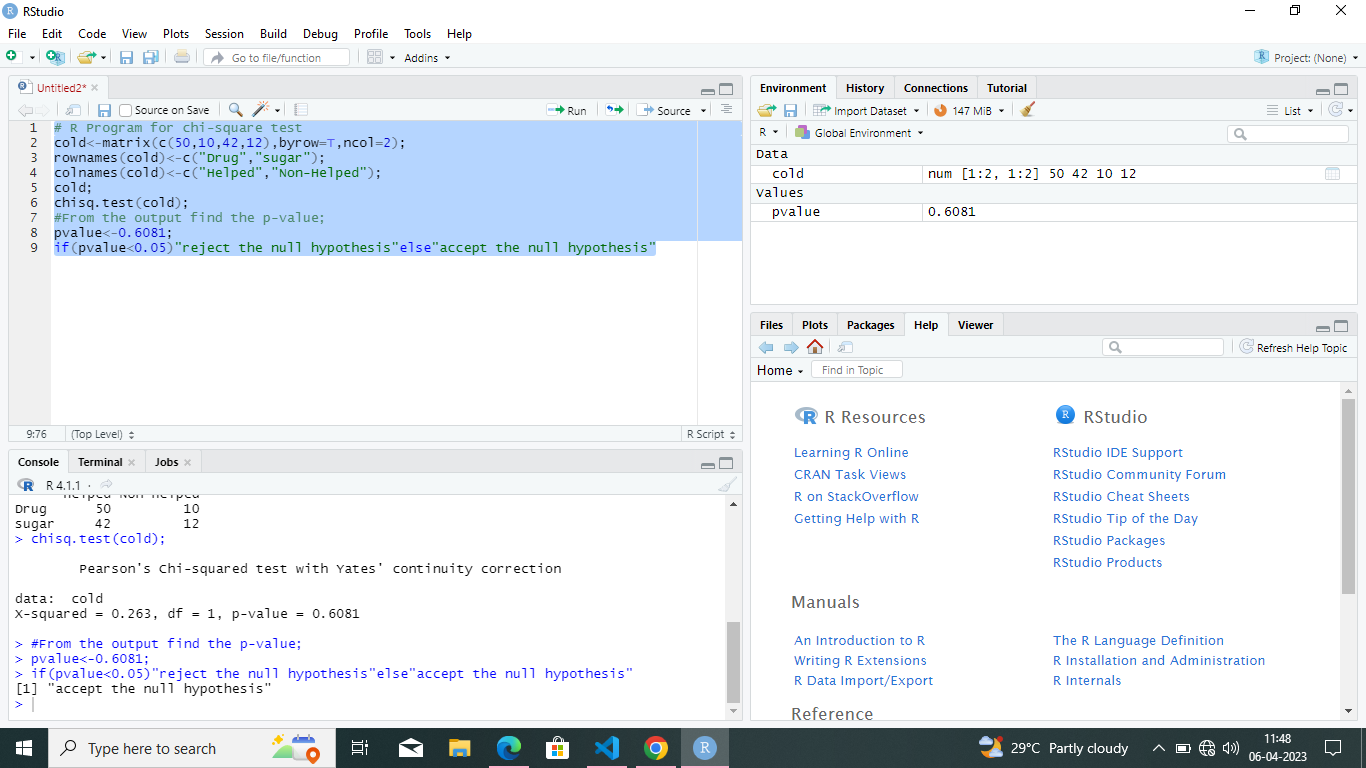 RStudio
File Edit Code View Plots Session Build Debug Profile Tools Help
Go to file/function Addins Project: (None)
Untitled2*
Source on Save Run Source
1 # R Program for chi-square test
2 cold<-matrix(c(50,10,42,12),byrow=T,ncol=2);
3 rownames(cold)<-c("Drug","sugar");
4 colnames(cold)<-c("Helped","Non-Helped");
5 cold;
6 chisq.test(cold);
7 #From the output find the p-value;
8 pvalue<-0.6081;
9 if(pvalue<0.05)"reject the null hypothesis"else"accept the null hypothesis"
9:76 (Top Level) R Script
Console Terminal Jobs
R 4.1.1 ·
Helped Non-Helped
Drug 50 10
sugar 42 12
> chisq.test(cold);
Pearson's Chi-squared test with Yates' continuity correction
data: cold
X-squared = 0.263, df = 1, p-value = 0.6081
> #From the output find the p-value;
> pvalue<-0.6081;
> if(pvalue<0.05)"reject the null hypothesis"else"accept the null hypothesis"
[1] "accept the null hypothesis"
>
Environment History Connections Tutorial
Import Dataset 147 MiB List
R Global Environment
Data
cold num [1:2, 1:2] 50 42 10 12
Values
pvalue 0.6081
Files Plots Packages Help Viewer
Refresh Help Topic
Home Find in Topic
R Resources
Learning R Online
CRAN Task Views
R on StackOverflow
Getting Help with R
RStudio
RStudio IDE Support
RStudio Community Forum
RStudio Cheat Sheets
RStudio Tip of the Day
RStudio Packages
RStudio Products
Manuals
An Introduction to R
Writing R Extensions
R Data Import/Export
The R Language Definition
R Installation and Administration
R Internals
Reference
Type here to search
29°C Partly cloudy
11:48
06-04-2023